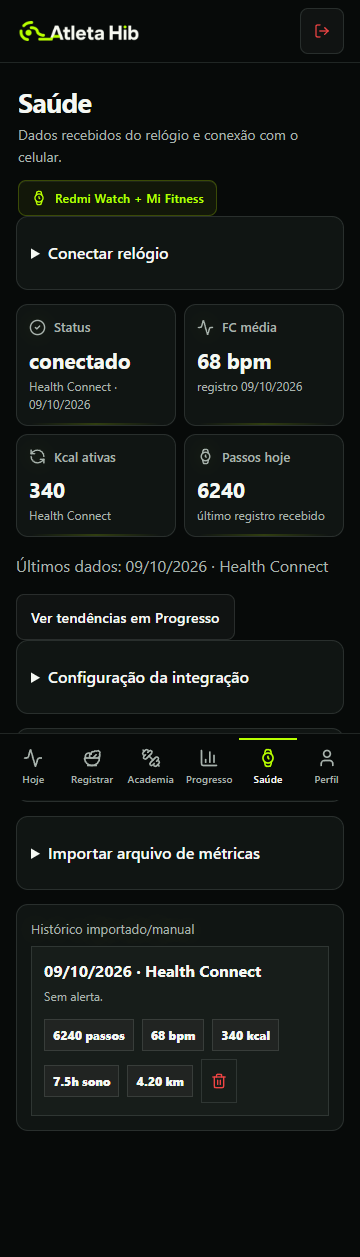 Atleta Hib
Saúde
Dados recebidos do relógio e conexão com o
celular.
Redmi Watch + Mi Fitness
Conectar relógio
Status
conectado
Health Connect ·
09/10/2026
FC média
68 bpm
registro 09/10/2026
Kcal ativas
340
Health Connect
Passos hoje
6240
último registro recebido
Últimos dados: 09/10/2026 · Health Connect
Ver tendências em Progresso
Configuração da integração
Hoje
Registrar
Academia
Progresso
Saúde
Perfil
Importar arquivo de métricas
Histórico importado/manual
09/10/2026 · Health Connect
Sem alerta.
6240 passos
68 bpm
340 kcal
7.5h sono
4.20 km